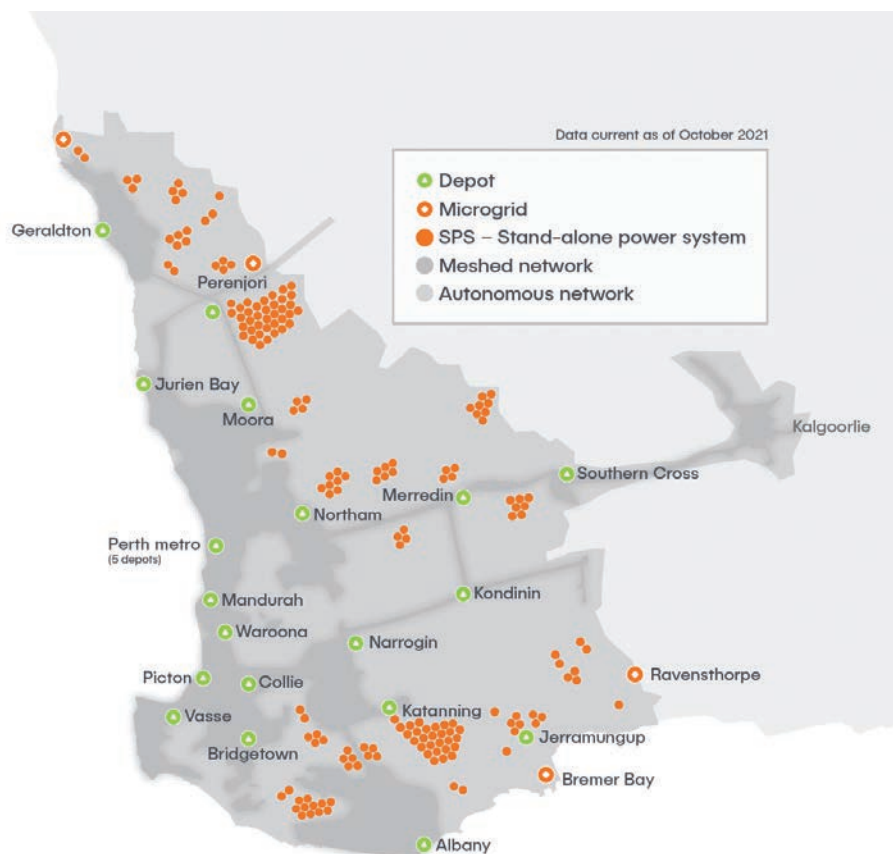 Data current as of October 2021
Depot
Microgrid
SPS – Stand-alone power system
Meshed network
Autonomous network
Geraldton
Perenjori
Jurien Bay
Moora
Kalgoorlie
Southern Cross
Merredin
Northam
Perth metro
(5 depots)
Kondinin
Mandurah
Waroona
Narrogin
Ravensthorpe
Picton
Collie
Katanning
Vasse
Jerramungup
Bridgetown
Bremer Bay
Albany